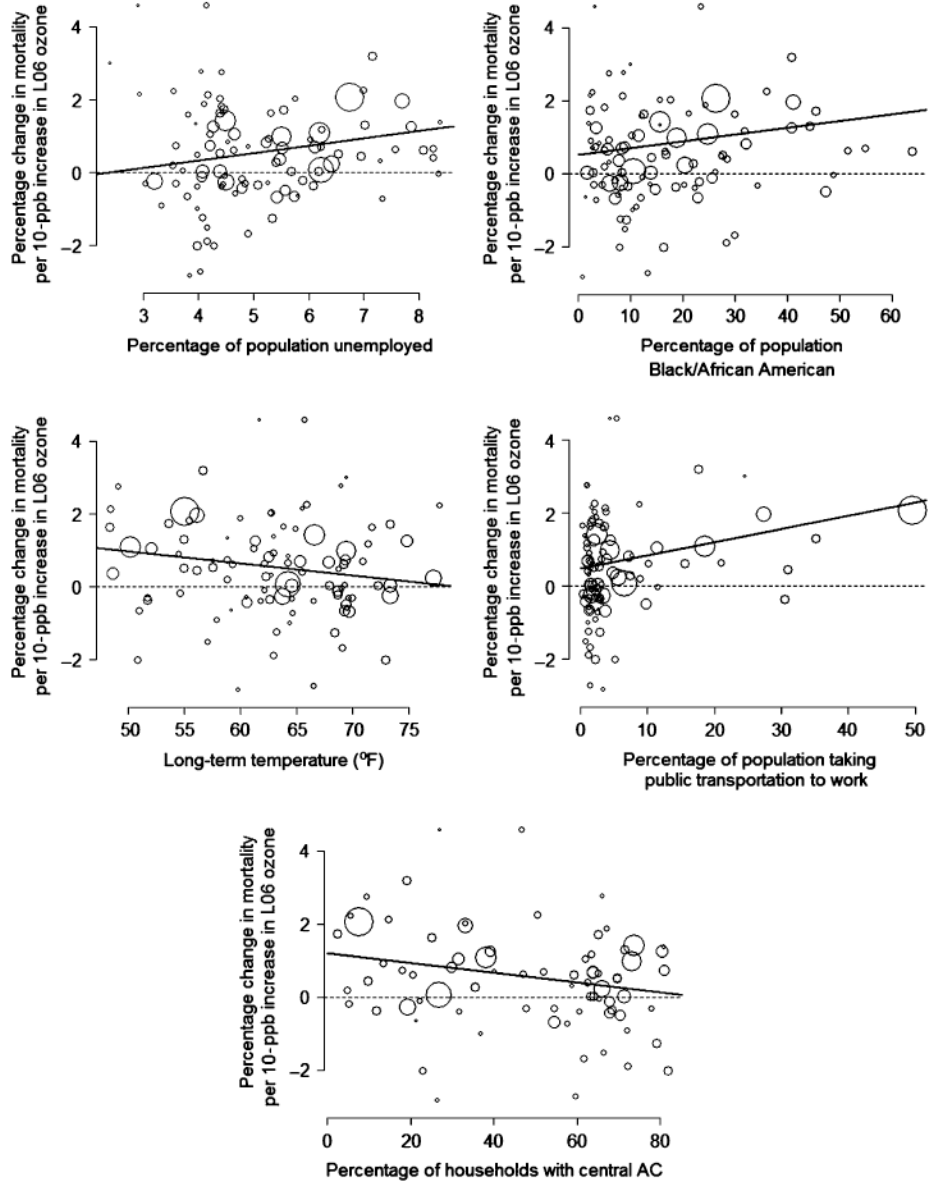 Percentage change in mortality
per 10-ppb increase in L06 ozone
4
2
0
–2
3 4 5 6 7 8
Percentage of population unemployed
Percentage change in mortality
per 10-ppb increase in L06 ozone
4
2
0
–2
0 10 20 30 40 50 60
Percentage of population
Black/African American
Percentage change in mortality
per 10-ppb increase in L06 ozone
4
2
0
–2
50 55 60 65 70 75
Long-term temperature (°F)
Percentage change in mortality
per 10-ppb increase in L06 ozone
4
2
0
–2
0 10 20 30 40 50
Percentage of population taking
public transportation to work
Percentage change in mortality
per 10-ppb increase in L06 ozone
4
2
0
–2
0 20 40 60 80
Percentage of households with central AC